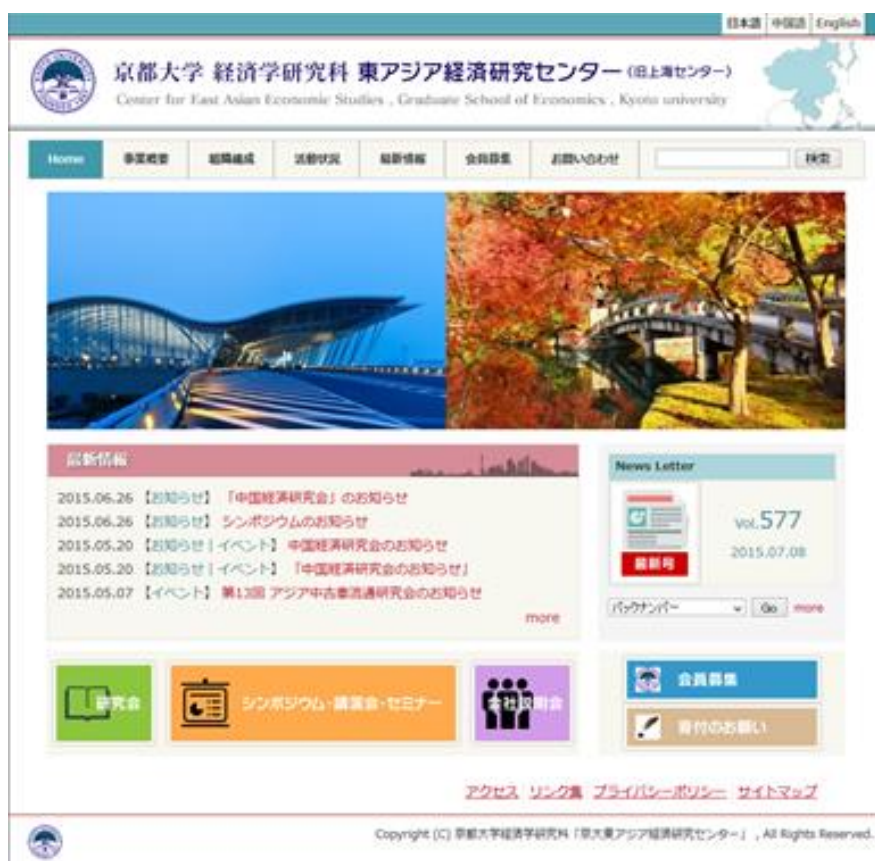 日本語 中国語 English
京都大学 経済学研究科 東アジア経済研究センター (旧上海センター)
Center for East Asian Economic Studies , Graduate School of Economics , Kyoto university
Home 事業概要 組織構成 活動状況 最新情報 会員募集 お問いのわせ 検索
最新情報
2015.06.26 【お知らせ】 「中国経済研究会」のお知らせ
2015.06.26 【お知らせ】 シンポジウムのお知らせ
2015.05.20 【お知らせ | イベント】 中国経済研究会のお知らせ
2015.05.20 【お知らせ | イベント】 「中国経済研究会のお知らせ」
2015.05.07 【イベント】 第13回 アジア中古車流通研究会のお知らせ
more
News Letter
Vol.577
2015.07.08
最新号
バックナンバー Go more
研究会
シンポジウム・講演会・セミナー
会社説明会
会員募集
寄付のお願い
アクセス リンク集 プライバシーポリシー サイトマップ
Copyright (C) 京都大学経済学研究科「京大東アジア経済研究センター」 , All Rights Reserved.